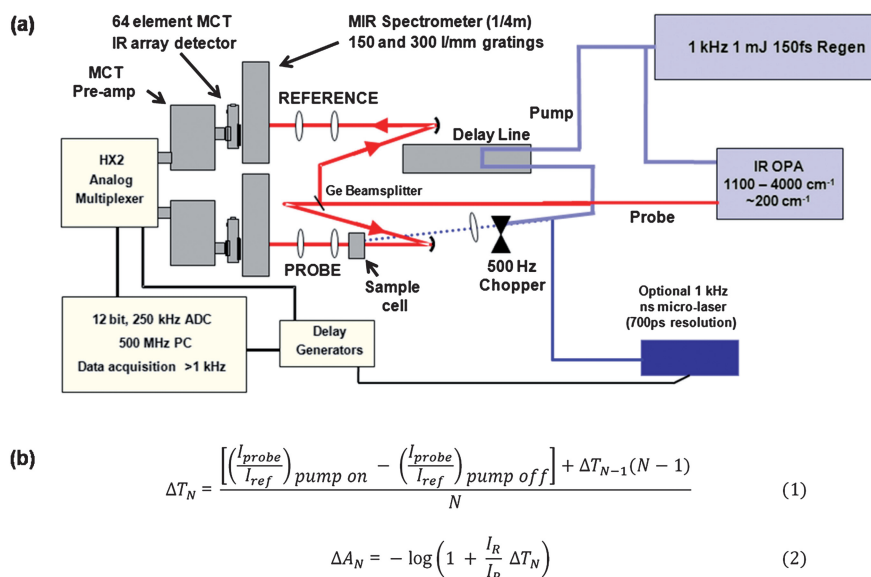 (a)
64 element MCT
IR array detector
MIR Spectrometer (1/4m)
150 and 300 l/mm gratings
1 kHz 1 mJ 150fs Regen
MCT
Pre-amp
REFERENCE
Pump
Delay Line
HX2
Analog
Multiplexer
IR OPA
1100 – 4000 cm⁻¹
~200 cm⁻¹
Ge Beamsplitter
Probe
PROBE
500 Hz
Chopper
Sample
cell
Optional 1 kHz
ns micro-laser
(700ps resolution)
12 bit, 250 kHz ADC
500 MHz PC
Data acquisition >1 kHz
Delay
Generators
(b)
ΔT_N = ([(I_probe/I_ref) pump on − (I_probe/I_ref) pump off] + ΔT_{N−1}(N − 1)) / N (1)
ΔA_N = − log(1 + I_R/I_P ΔT_N) (2)